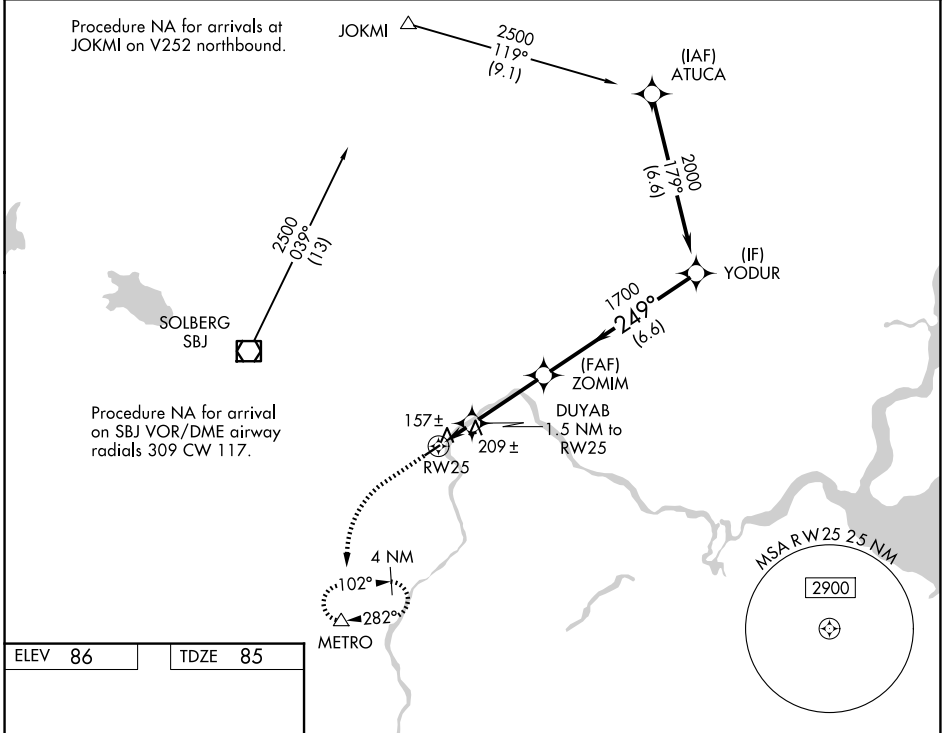 Procedure NA for arrivals at
JOKMI on V252 northbound.
JOKMI
2500
119°
(9.1)
(IAF)
ATUCA
2000
179°
(6.6)
2500
039°
(13)
(IF)
YODUR
SOLBERG
SBJ
1700
249°
(6.6)
(FAF)
ZOMIM
Procedure NA for arrival
on SBJ VOR/DME airway
radials 309 CW 117.
157±
DUYAB
1.5 NM to
RW25
209±
RW25
MSA RW25 25 NM
2900
4 NM
102°
282°
METRO
ELEV 86
TDZE 85